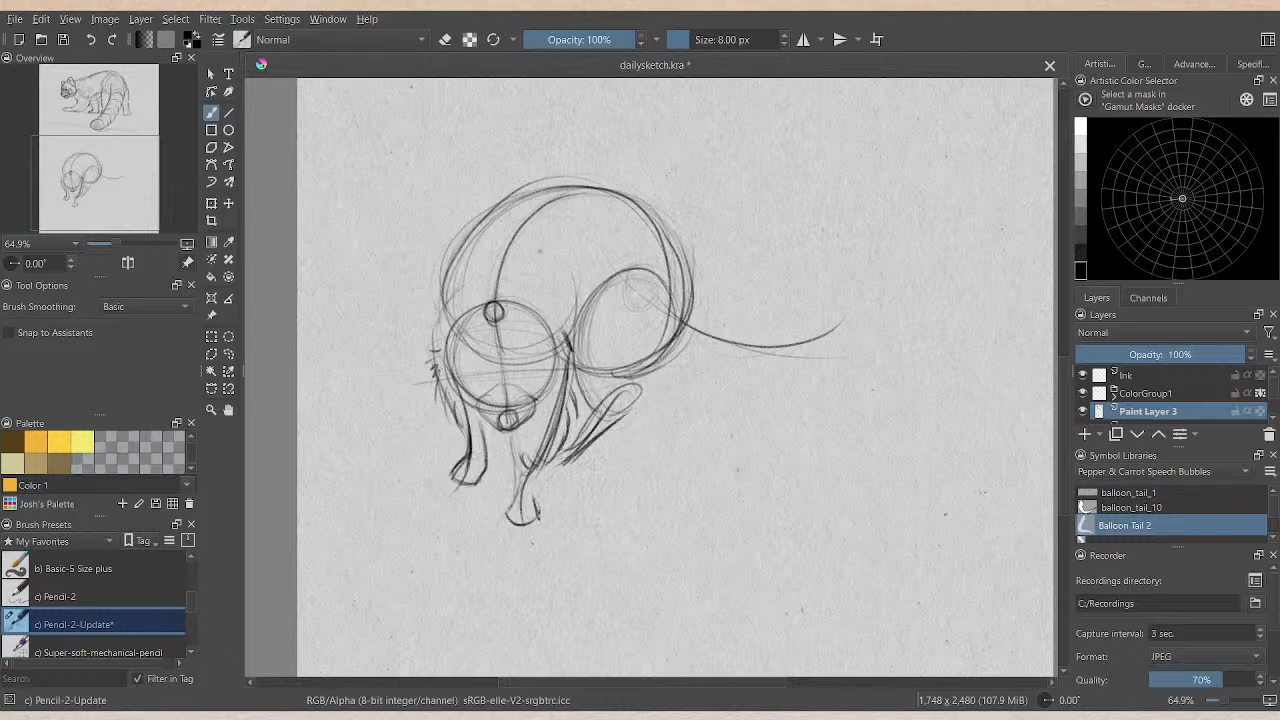 File Edit View Image Layer Select Filter Tools Settings Window Help
Normal Opacity: 100% Size: 8.00 px
Overview
dailysketch.kra *
Artisti... G... Advance... Specifi...
Artistic Color Selector
Select a mask in
"Gamut Masks" docker
64.9%
0.00°
Tool Options
Brush Smoothing: Basic
Snap to Assistants
Palette
Color 1
Josh's Palette
Brush Presets
My Favorites Tag
b) Basic-5 Size plus
c) Pencil-2
c) Pencil-2-Update*
c) Super-soft-mechanical-pencil
Search Filter in Tag
c) Pencil-2-Update
RGB/Alpha (8-bit integer/channel) sRGB-elle-V2-srgbtrc.icc
1,748 x 2,480 (107.9 MiB) 0.00° 64.9%
Layers Channels
Layers
Normal
Opacity: 100%
Ink
ColorGroup1
Paint Layer 3
Symbol Libraries
Pepper & Carrot Speech Bubbles
balloon_tail_1
balloon_tail_10
Balloon Tail 2
Recorder
Recordings directory:
C:/Recordings
Capture interval: 3 sec.
Format: JPEG
Quality: 70%